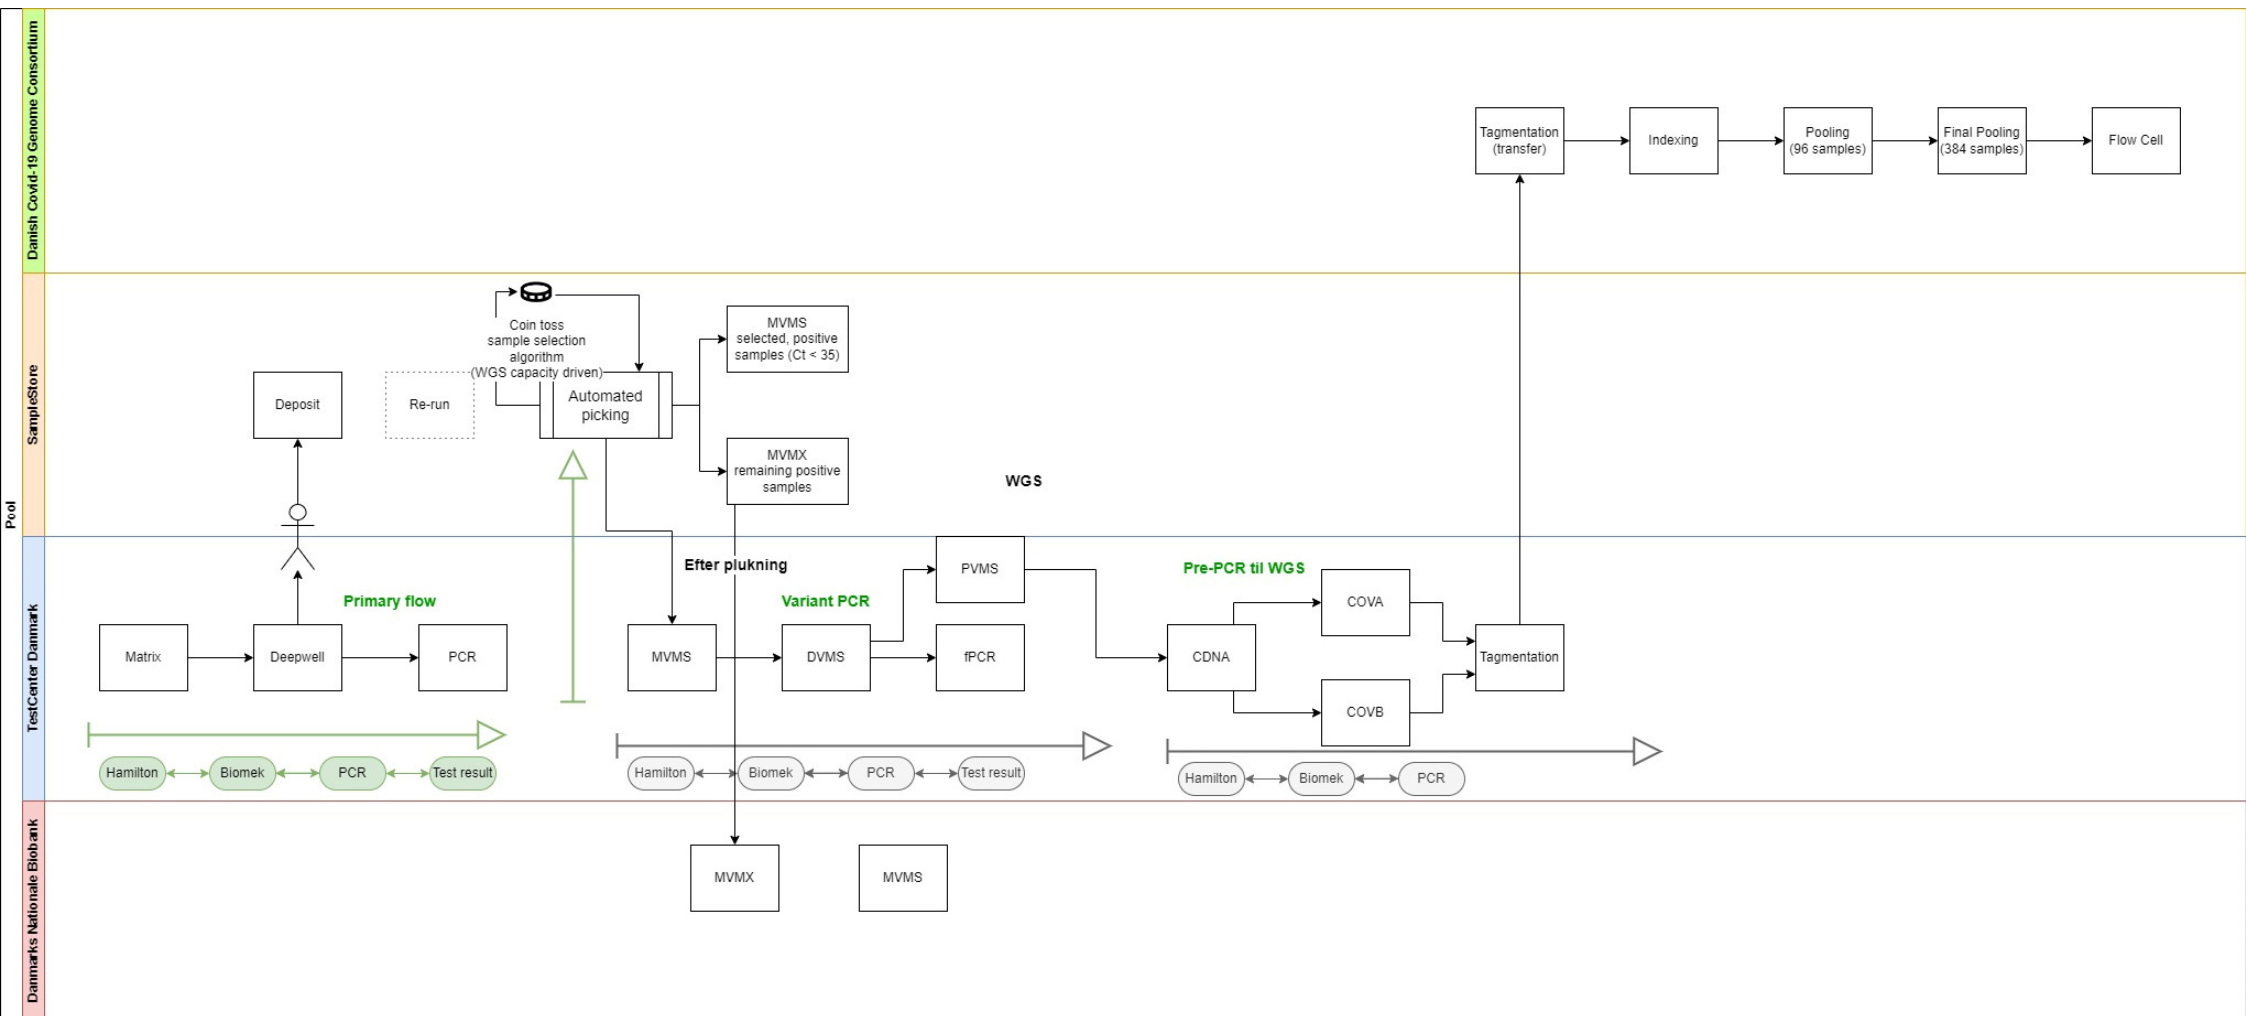 Pool
Danish Covid-19 Genome Consortium
Tagmentation
(transfer)
Indexing
Pooling
(96 samples)
Final Pooling
(384 samples)
Flow Cell
SampleStore
Deposit
Re-run
Coin toss
sample selection
algorithm
(WGS capacity driven)
Automated
picking
MVMS
selected, positive
samples (Ct < 35)
MVMX
remaining positive
samples
WGS
TestCenter Danmark
Primary flow
Matrix
Deepwell
PCR
Hamilton
Biomek
PCR
Test result
Efter plukning
Variant PCR
MVMS
DVMS
PVMS
fPCR
Hamilton
Biomek
PCR
Test result
Pre-PCR til WGS
CDNA
COVA
COVB
Tagmentation
Hamilton
Biomek
PCR
Danmarks Nationale Biobank
MVMX
MVMS